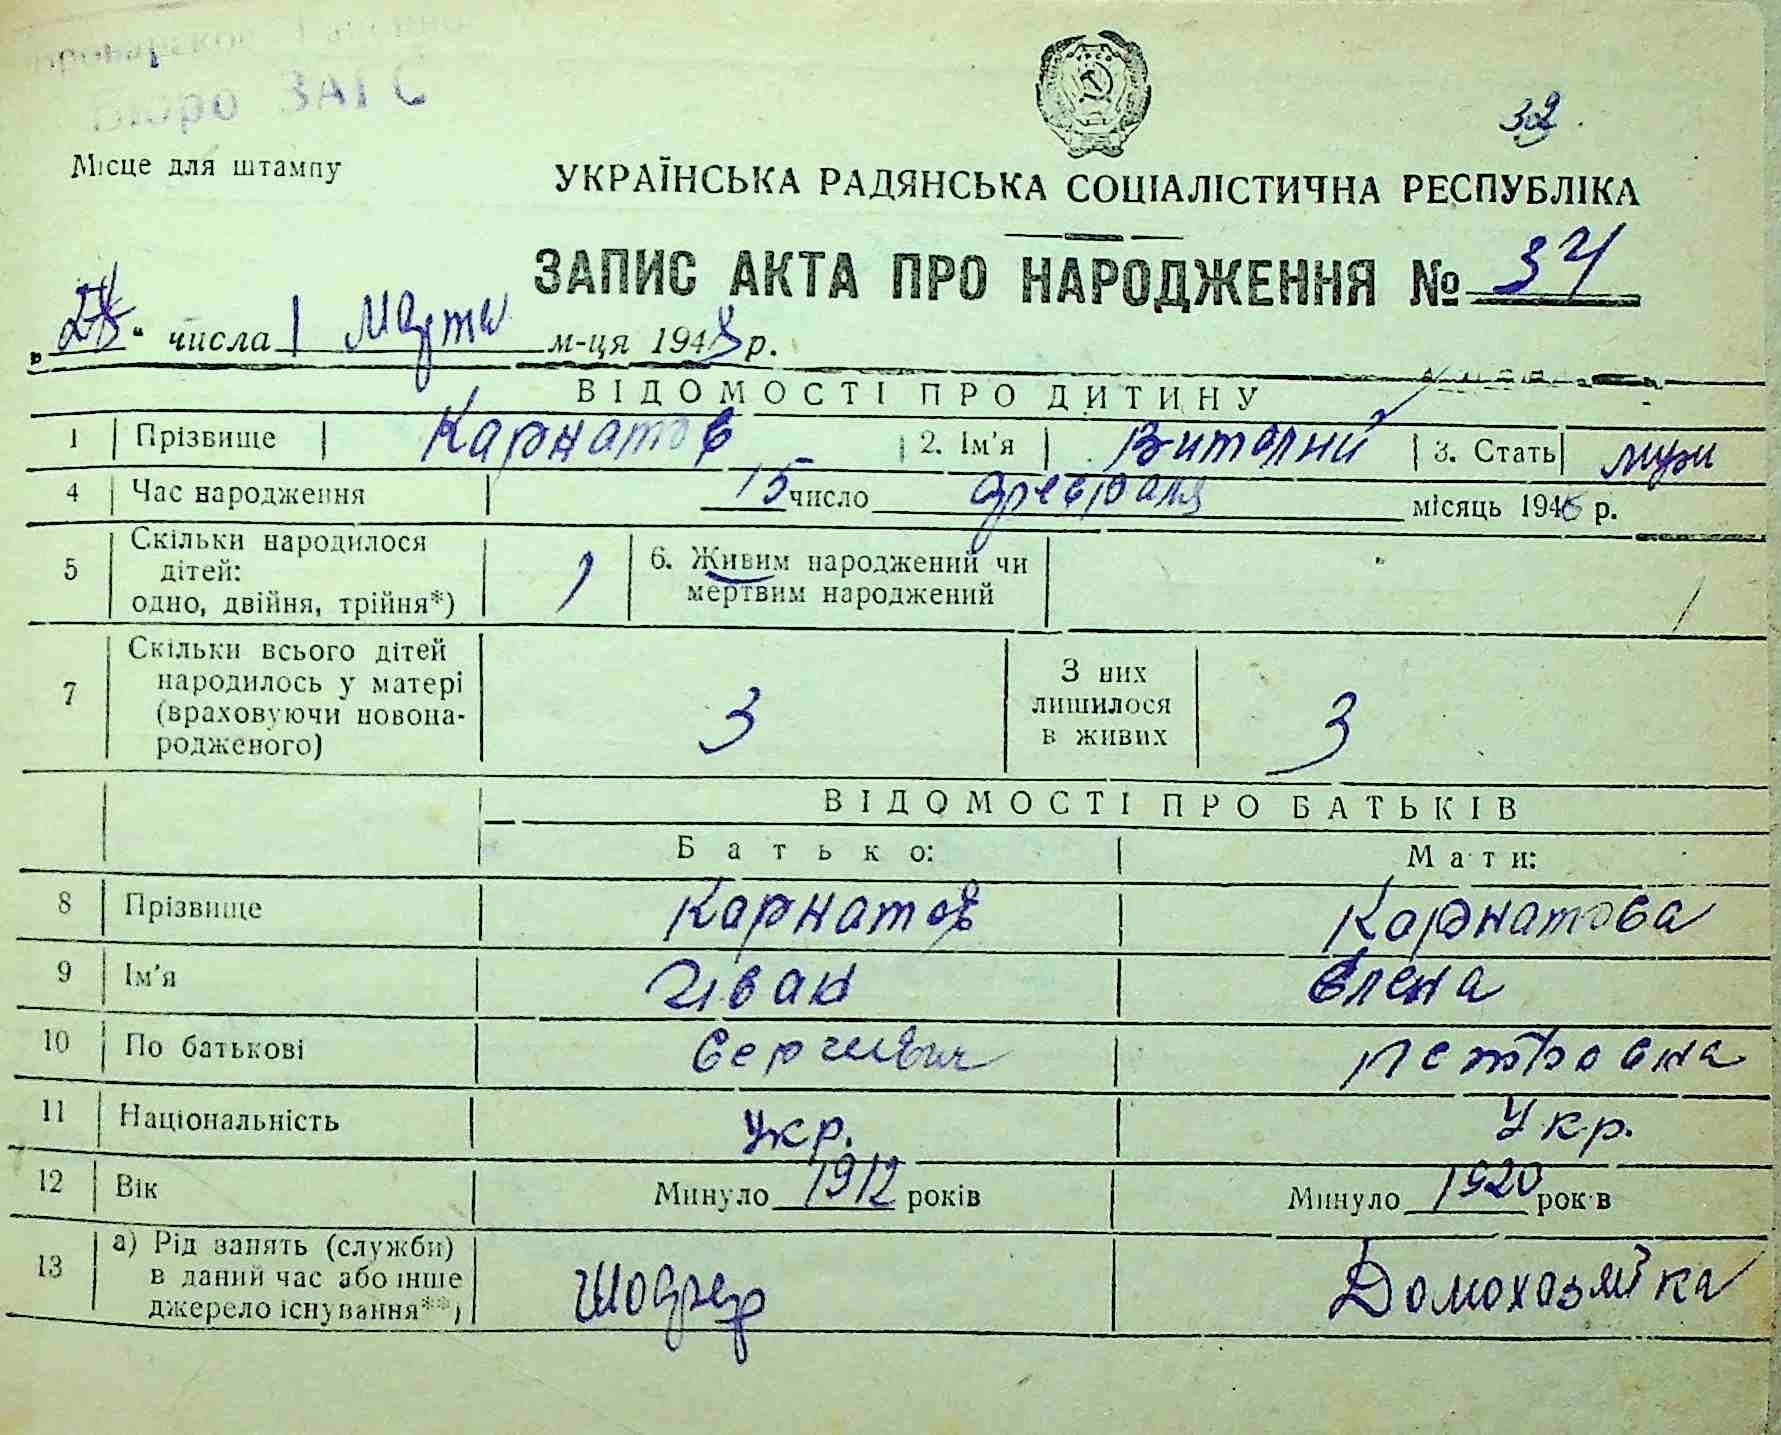 Бюро ЗАГС
32.
Місце для штампу
УКРАЇНСЬКА РАДЯНСЬКА СОЦІАЛІСТИЧНА РЕСПУБЛІКА
ЗАПИС АКТА ПРО НАРОДЖЕННЯ № 34
числа 1 Марта м-ця 194 р.
ВІДОМОСТІ ПРО ДИТИНУ
1 Прізвище Карнатов 2. Ім'я Виталий 3. Стать муж
4 Час народження 15 число февраля місяць 194 р.
5 Скільки народилося дітей: одно, двійня, трійня*) 1 6. Живим народжений чи мертвим народжений
7 Скільки всього дітей народилось у матері (враховуючи новонародженого) 3 З них лишилося в живих 3
ВІДОМОСТІ ПРО БАТЬКІВ
Батько: Мати:
8 Прізвище Карнатов Карнатова
9 Ім'я Иван Елена
10 По батькові Сергиевич Петровна
11 Національність Укр. Укр.
12 Вік Минуло 1912 років Минуло 1920 років
13 а) Рід занять (служби) в даний час або інше джерело існування**) Шофер Домохозяйка